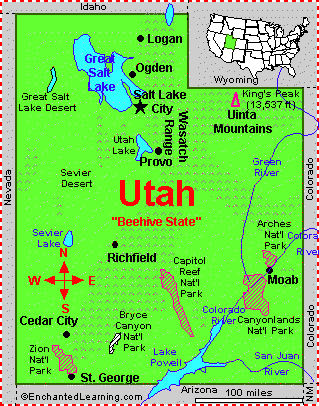 Idaho
Logan
Great
Salt
Lake
Ogden
Wyoming
Great Salt
Lake Desert
Salt Lake
City
King's Peak
(13,537 ft)
Uinta
Mountains
Wasatch
Range
Utah
Lake
Provo
Green
River
Nevada
Sevier
Desert
Utah
"Beehive State"
Colorado
Sevier
Lake
Richfield
Arches
Nat'l
Park
Colorado
River
N
W E
S
Capitol
Reef
Nat'l
Park
Moab
Cedar City
Bryce
Canyon
Nat'l
Park
Colorado
River
Canyonlands
Nat'l Park
Colorado
Zion
Nat'l
Park
Lake
Powell
San Juan
River
St. George
Arizona
NM
©EnchantedLearning.com
100 miles